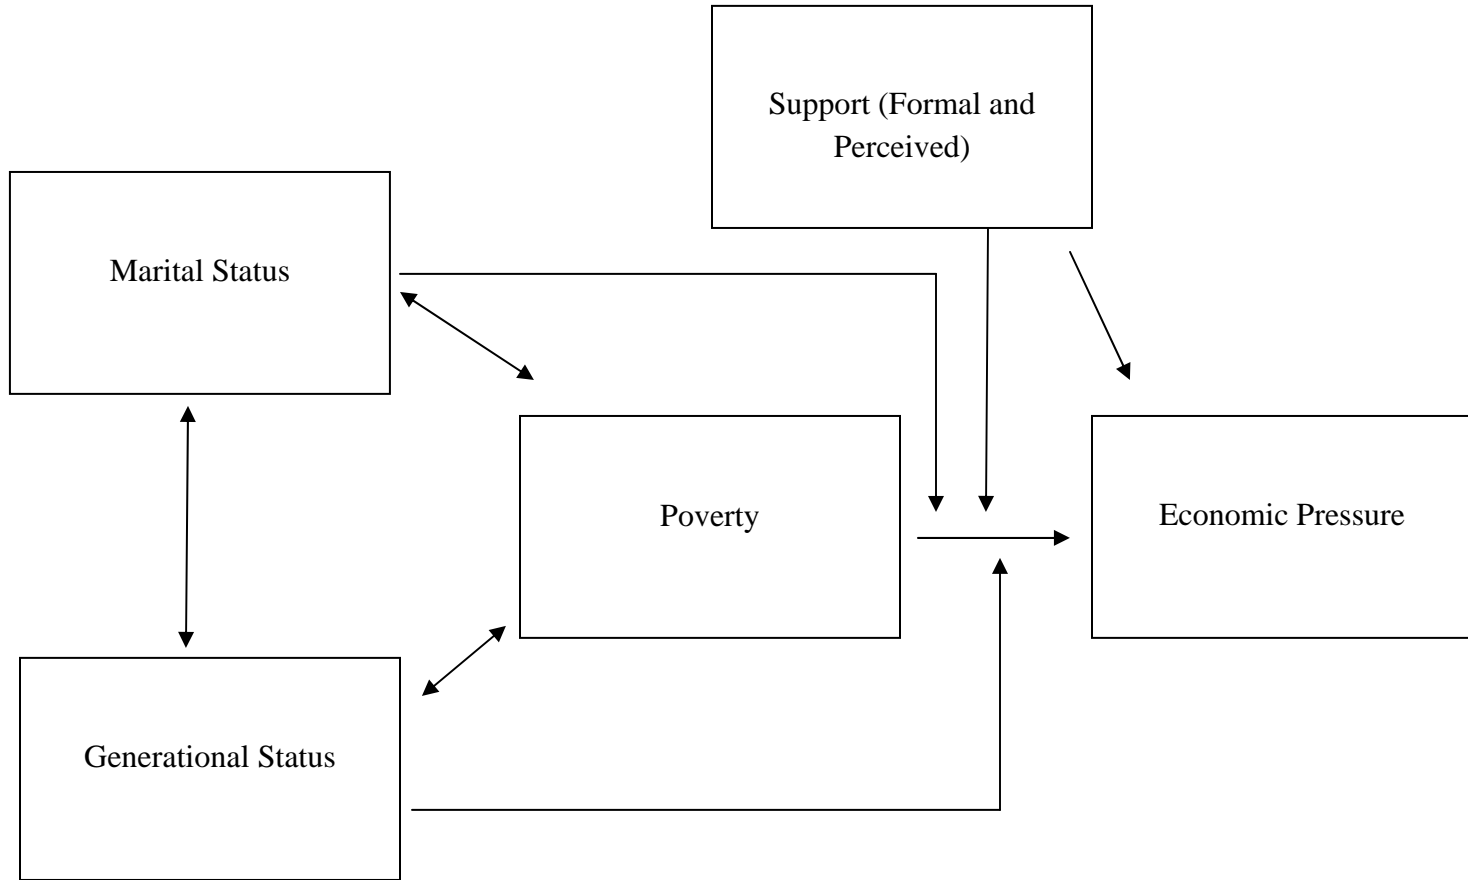 Support (Formal and
Perceived)
Marital Status
Poverty
Economic Pressure
Generational Status